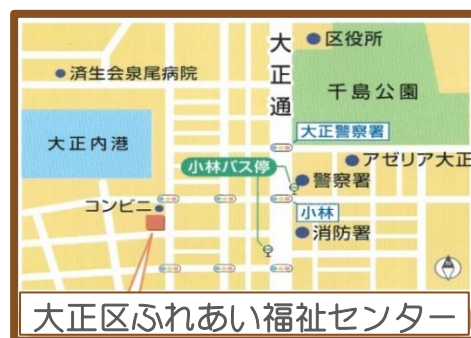 大正通
区役所
済生会泉尾病院
千島公園
大正内港
大正警察署
アゼリア大正
小林バス停
警察署
コンビニ
小林
消防署
大正区ふれあい福祉センター